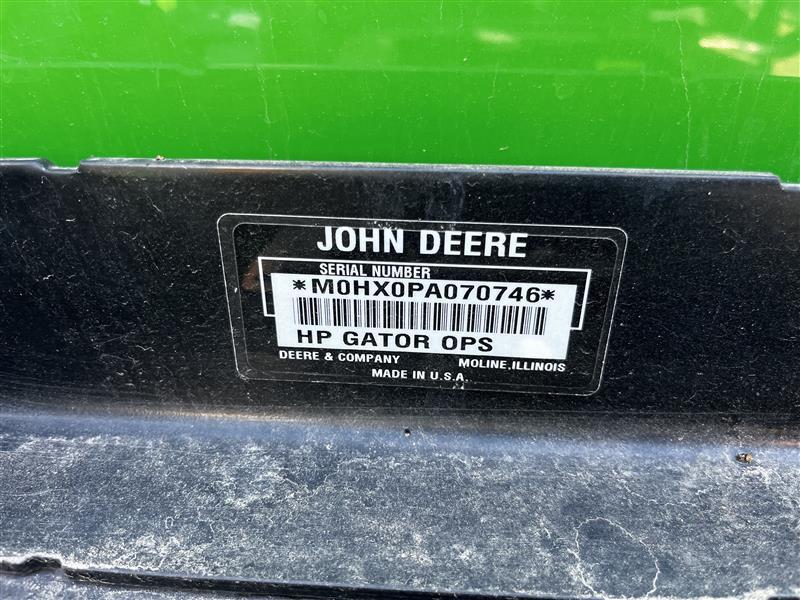 JOHN DEERE
SERIAL NUMBER
*M0HX0PA070746*
HP GATOR OPS
DEERE & COMPANY MOLINE, ILLINOIS
MADE IN U.S.A.